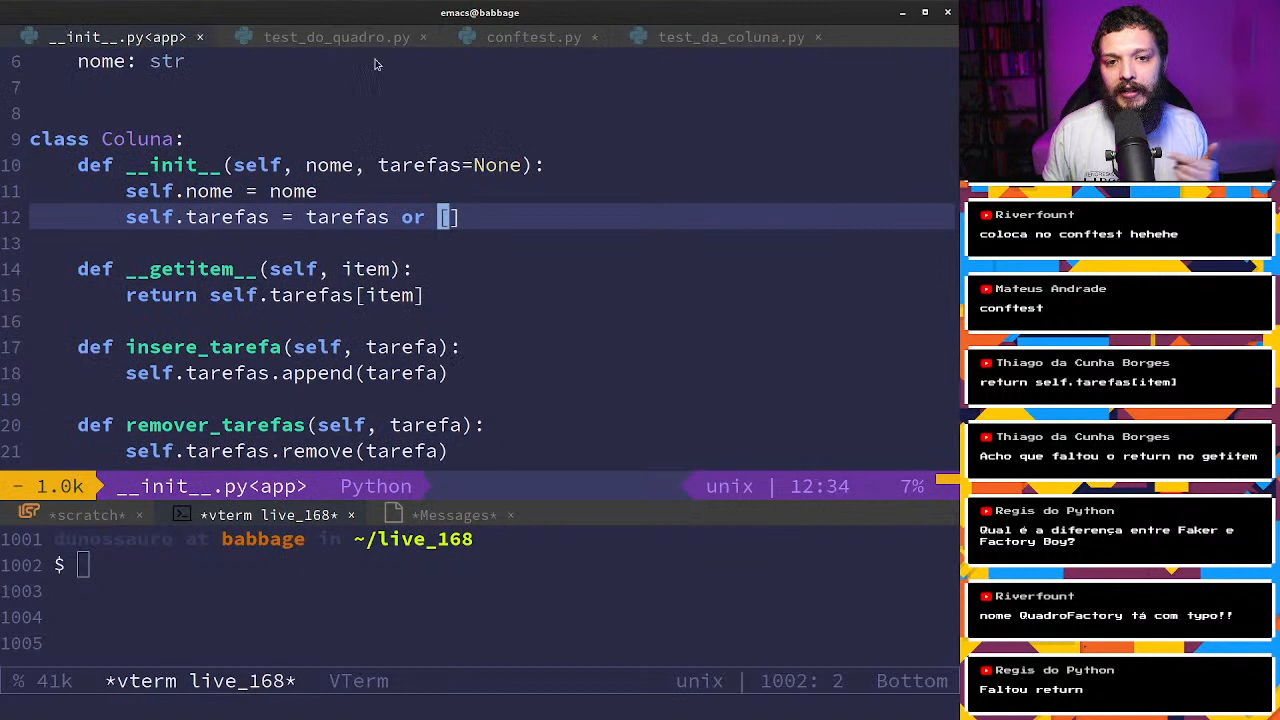 emacs@babbage
__init__.py<app> × test_do_quadro.py × conftest.py × test_da_coluna.py ×
6 nome: str
7
8
9 class Coluna:
10 def __init__(self, nome, tarefas=None):
11 self.nome = nome
12 self.tarefas = tarefas or []
13
14 def __getitem__(self, item):
15 return self.tarefas[item]
16
17 def insere_tarefa(self, tarefa):
18 self.tarefas.append(tarefa)
19
20 def remover_tarefas(self, tarefa):
21 self.tarefas.remove(tarefa)
- 1.0k __init__.py<app> Python unix | 12:34 7%
*scratch* × *vterm live_168* × *Messages* ×
1001 dunossauro at babbage in ~/live_168
1002 $
1003
1004
1005
% 41k *vterm live_168* VTerm unix | 1002: 2 Bottom
Riverfount
coloca no conftest hehehe
Mateus Andrade
conftest
Thiago da Cunha Borges
return self.tarefas[item]
Thiago da Cunha Borges
Acho que faltou o return no getitem
Regis do Python
Qual é a diferença entre Faker e
Factory Boy?
Riverfount
nome QuadroFactory tá com typo!!
Regis do Python
Faltou return